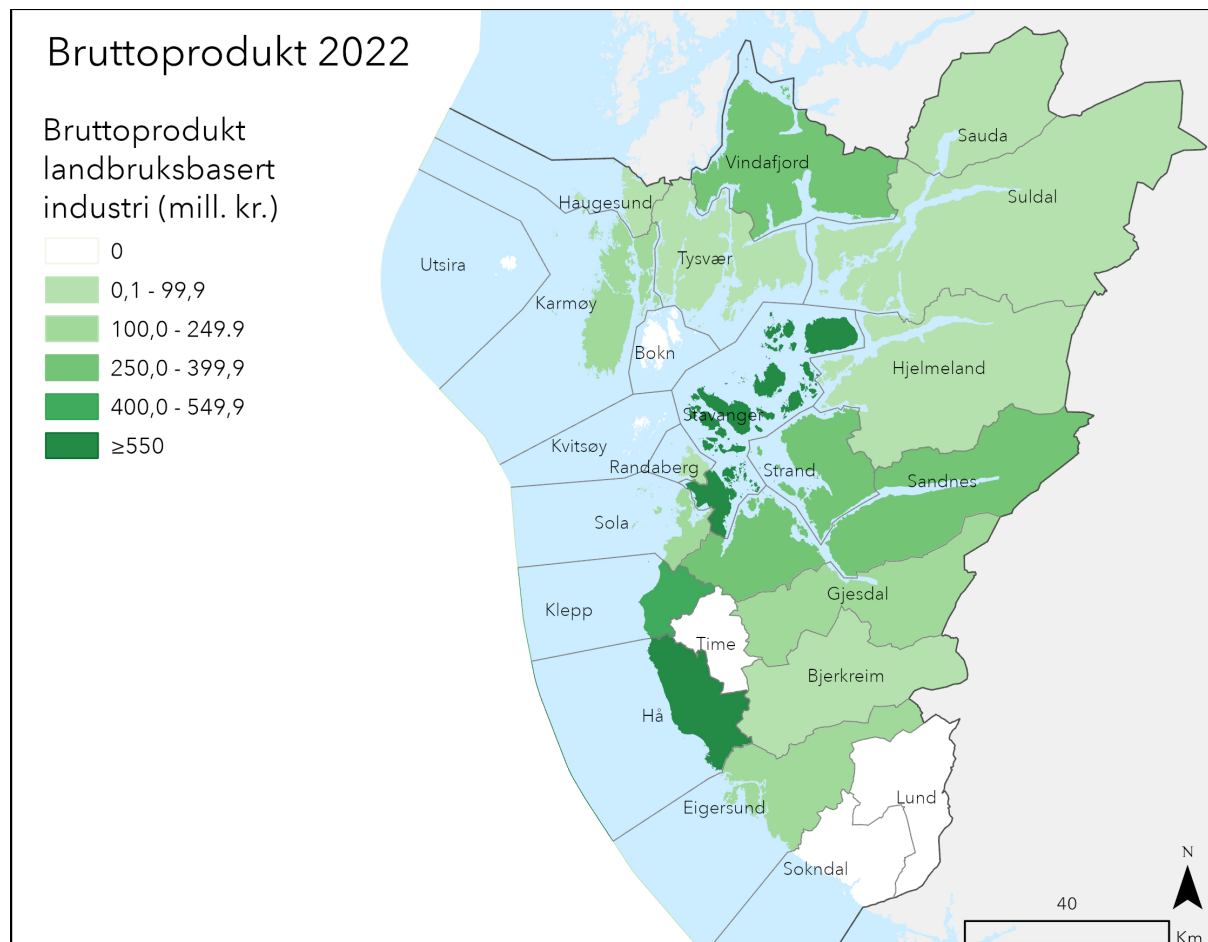 Bruttoprodukt 2022
Bruttoprodukt
landbruksbasert
industri (mill. kr.)
0
0,1 - 99,9
100,0 - 249.9
250,0 - 399,9
400,0 - 549,9
≥550
Sauda
Vindafjord
Suldal
Haugesund
Tysvær
Utsira
Karmøy
Bokn
Hjelmeland
Stavanger
Kvitsøy
Randaberg
Strand
Sandnes
Sola
Gjesdal
Klepp
Time
Bjerkreim
Hå
Lund
Eigersund
Sokndal
N
40
Km